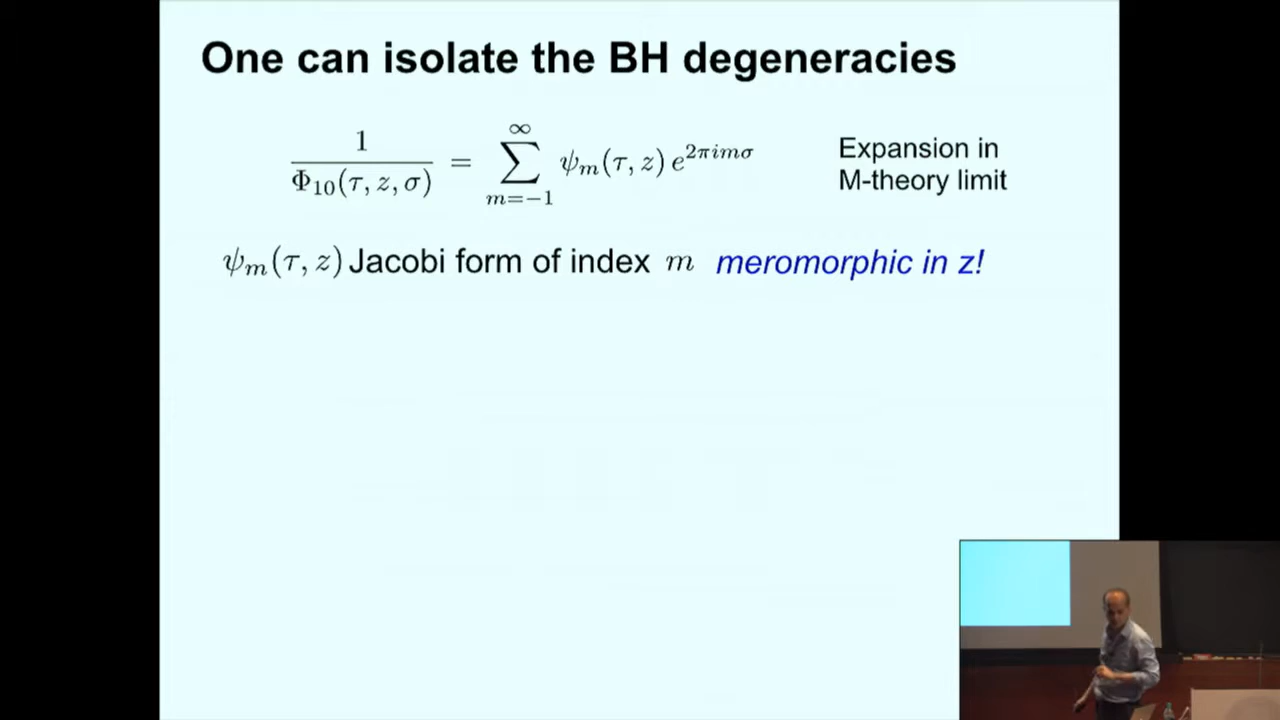 One can isolate the BH degeneracies
1/Φ₁₀(τ, z, σ) = ∑_{m=−1}^{∞} ψₘ(τ, z) e^{2πimσ}
Expansion in
M-theory limit
ψₘ(τ, z) Jacobi form of index m meromorphic in z!